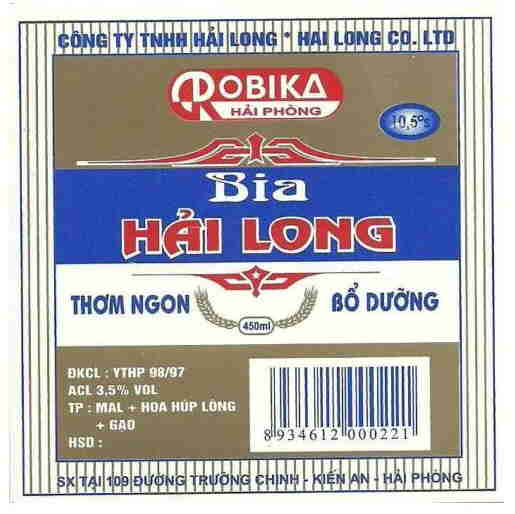 CÔNG TY TNHH HẢI LONG * HAI LONG CO. LTD
ROBIKA
HẢI PHÒNG
10,5°s
Bia
HẢI LONG
THƠM NGON
BỔ DƯỠNG
450ml
ĐKCL : YTHP 98/97
ACL 3,5% VOL
TP : MAL + HOA HÚP LÔNG
+ GẠO
HSD :
8 934612 000221
SX TẠI 109 ĐƯỜNG TRƯỜNG CHINH - KIẾN AN - HẢI PHÒNG